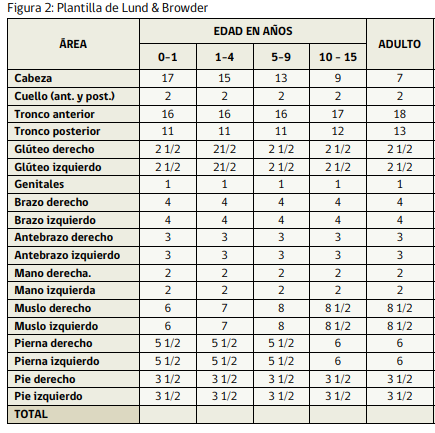 Figura 2: Plantilla de Lund & Browder
ÁREA EDAD EN AÑOS ADULTO
0-1 1-4 5-9 10 - 15
Cabeza 17 15 13 9 7
Cuello (ant. y post.) 2 2 2 2 2
Tronco anterior 16 16 16 17 18
Tronco posterior 11 11 11 12 13
Glúteo derecho 2 1/2 21/2 2 1/2 2 1/2 2 1/2
Glúteo izquierdo 2 1/2 21/2 2 1/2 2 1/2 2 1/2
Genitales 1 1 1 1 1
Brazo derecho 4 4 4 4 4
Brazo izquierdo 4 4 4 4 4
Antebrazo derecho 3 3 3 3 3
Antebrazo izquierdo 3 3 3 3 3
Mano derecha. 2 2 2 2 2
Mano izquierda 2 2 2 2 2
Muslo derecho 6 7 8 8 1/2 8 1/2
Muslo izquierdo 6 7 8 8 1/2 8 1/2
Pierna derecho 5 1/2 5 1/2 5 1/2 6 6
Pierna izquierdo 5 1/2 5 1/2 5 1/2 6 6
Pie derecho 3 1/2 3 1/2 3 1/2 3 1/2 3 1/2
Pie izquierdo 3 1/2 3 1/2 3 1/2 3 1/2 3 1/2
TOTAL